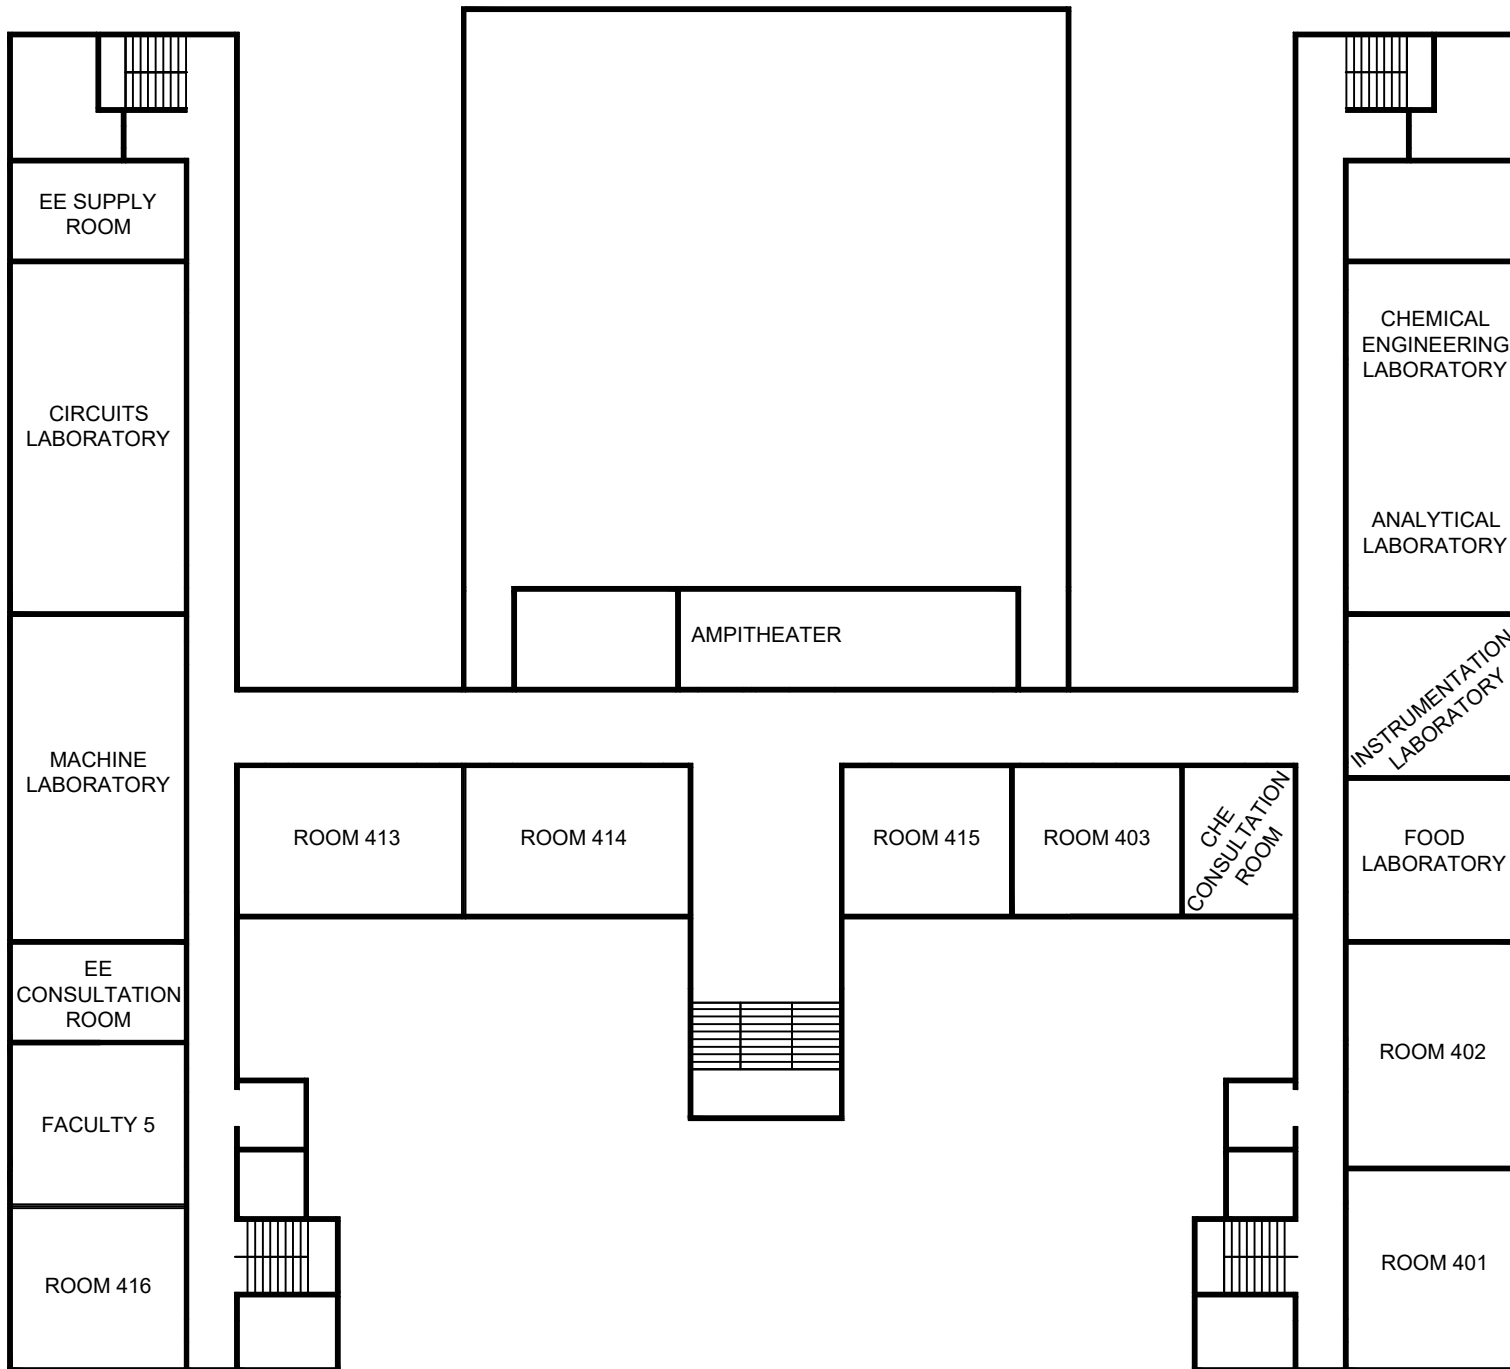 EE SUPPLY
ROOM
CIRCUITS
LABORATORY
MACHINE
LABORATORY
EE
CONSULTATION
ROOM
FACULTY 5
ROOM 416
AMPITHEATER
ROOM 413
ROOM 414
ROOM 415
ROOM 403
CHE
CONSULTATION
ROOM
CHEMICAL
ENGINEERING
LABORATORY
ANALYTICAL
LABORATORY
INSTRUMENTATION
LABORATORY
FOOD
LABORATORY
ROOM 402
ROOM 401